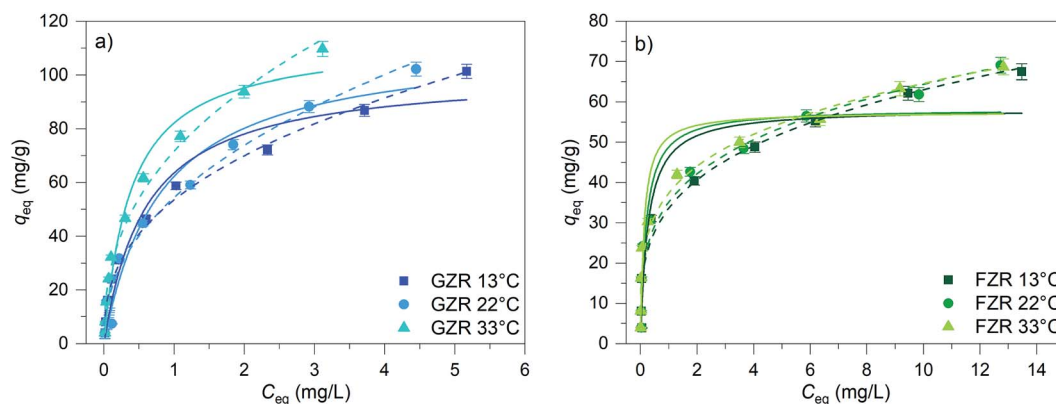 a)
120
100
80
60
40
20
0
q_eq (mg/g)
0 1 2 3 4 5 6
C_eq (mg/L)
GZR 13°C
GZR 22°C
GZR 33°C
b)
80
70
60
50
40
30
20
10
0
q_eq (mg/g)
0 2 4 6 8 10 12 14
C_eq (mg/L)
FZR 13°C
FZR 22°C
FZR 33°C